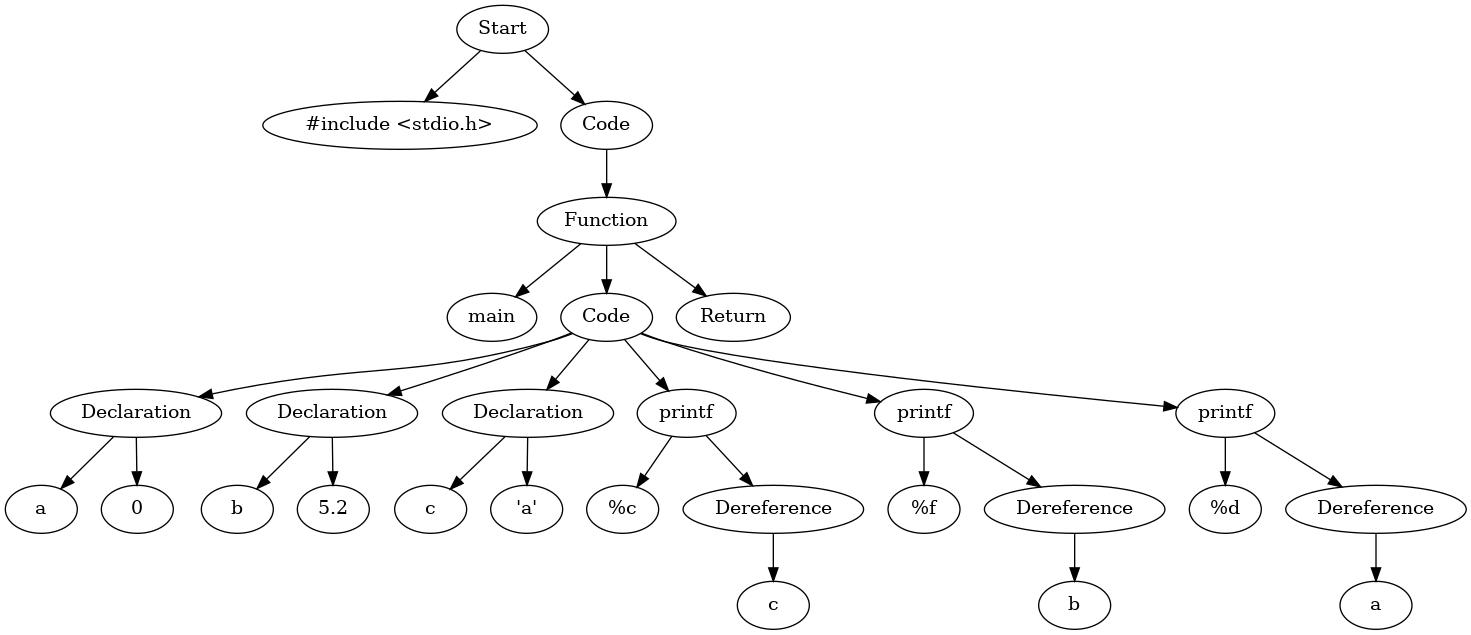 Start
#include <stdio.h>
Code
Function
main
Code
Return
Declaration
Declaration
Declaration
printf
printf
printf
a
0
b
5.2
c
'a'
%c
Dereference
%f
Dereference
%d
Dereference
c
b
a